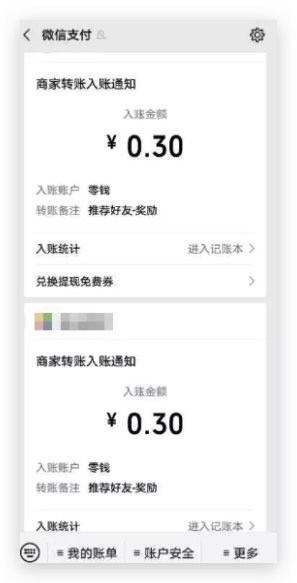 微信支付
商家转账入账通知
入账金额
¥ 0.30
入账账户 零钱
转账备注 推荐好友-奖励
入账统计 进入记账本
兑换提现免费券
商家转账入账通知
入账金额
¥ 0.30
入账账户 零钱
转账备注 推荐好友-奖励
入账统计 进入记账本
我的账单 账户安全 更多